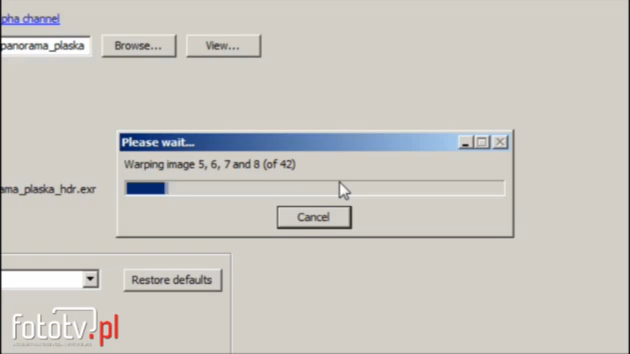 pha channel
panorama_plaska
Browse...
View...
Please wait...
Warping image 5, 6, 7 and 8 (of 42)
ama_plaska_hdr.exr
Cancel
Restore defaults
fototv.pl